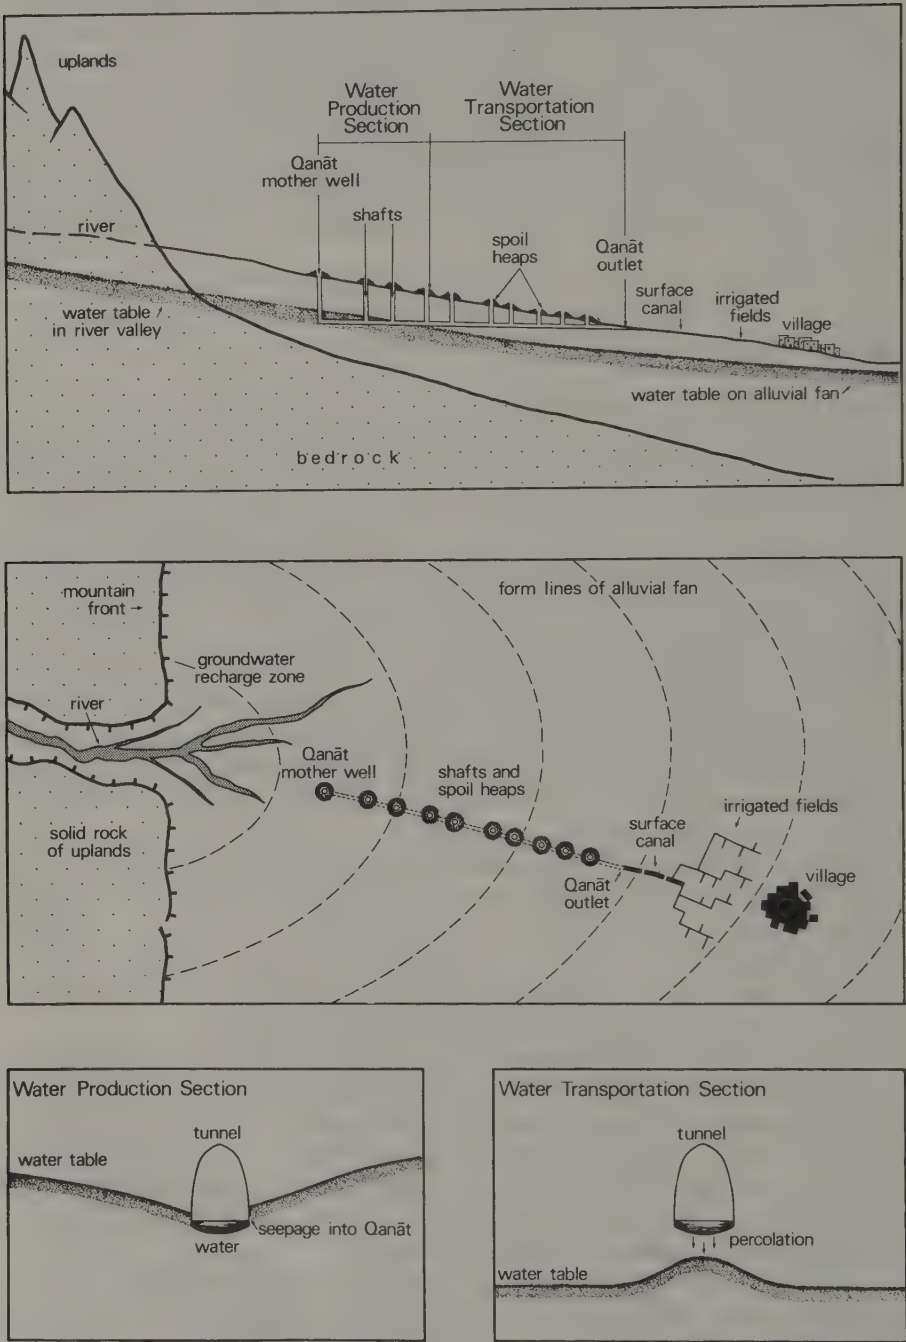 uplands
Water
Production
Section
Water
Transportation
Section
Qanāt
mother well
shafts
river
spoil
heaps
Qanāt
outlet
surface
canal
irrigated
fields
village
water table
in river valley
water table on alluvial fan
bedrock
mountain
front
form lines of alluvial fan
groundwater
recharge zone
river
Qanāt
mother well
shafts and
spoil heaps
irrigated fields
surface
canal
solid rock
of uplands
village
Qanāt
outlet
Water Production Section
tunnel
water table
seepage into Qanāt
water
Water Transportation Section
tunnel
percolation
water table